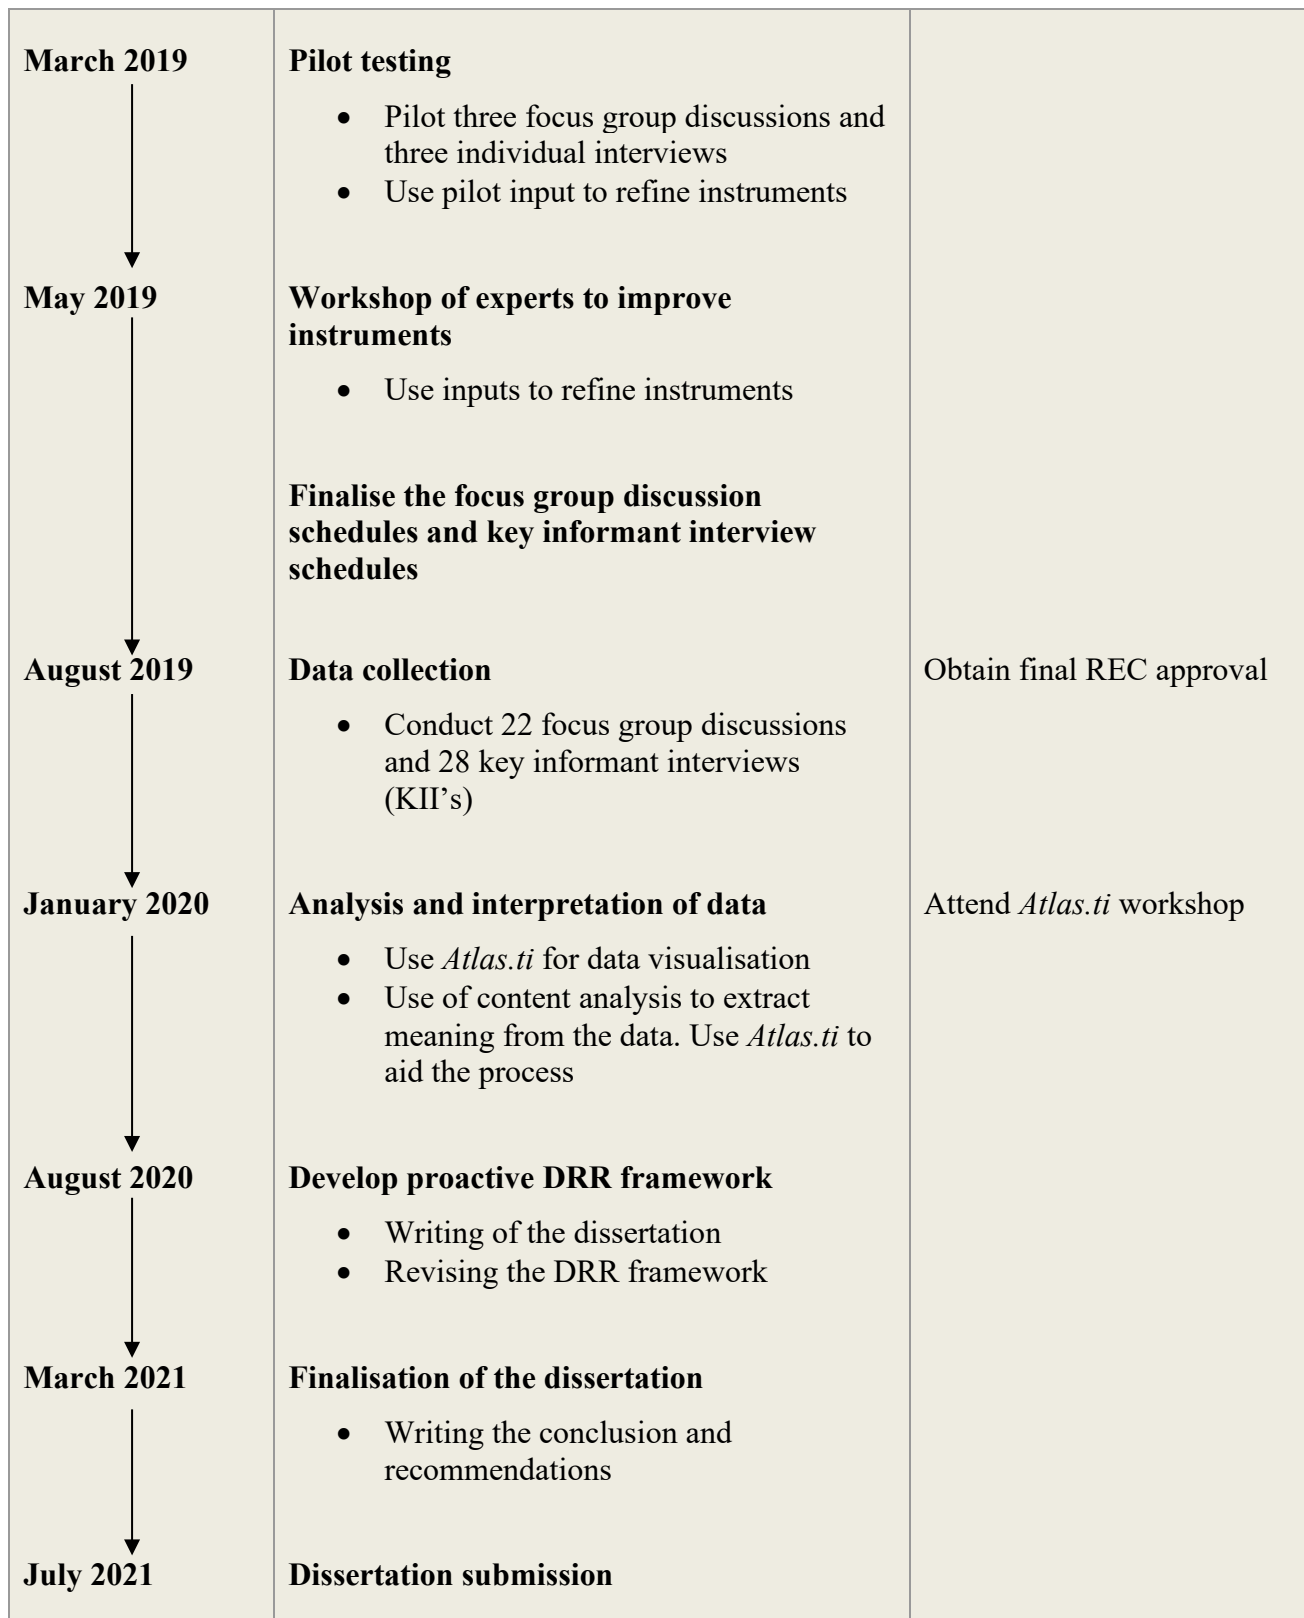 March 2019
Pilot testing
• Pilot three focus group discussions and
three individual interviews
• Use pilot input to refine instruments
May 2019
Workshop of experts to improve
instruments
• Use inputs to refine instruments
Finalise the focus group discussion
schedules and key informant interview
schedules
August 2019
Data collection
Obtain final REC approval
• Conduct 22 focus group discussions
and 28 key informant interviews
(KII’s)
January 2020
Analysis and interpretation of data
Attend Atlas.ti workshop
• Use Atlas.ti for data visualisation
• Use of content analysis to extract
meaning from the data. Use Atlas.ti to
aid the process
August 2020
Develop proactive DRR framework
• Writing of the dissertation
• Revising the DRR framework
March 2021
Finalisation of the dissertation
• Writing the conclusion and
recommendations
July 2021
Dissertation submission